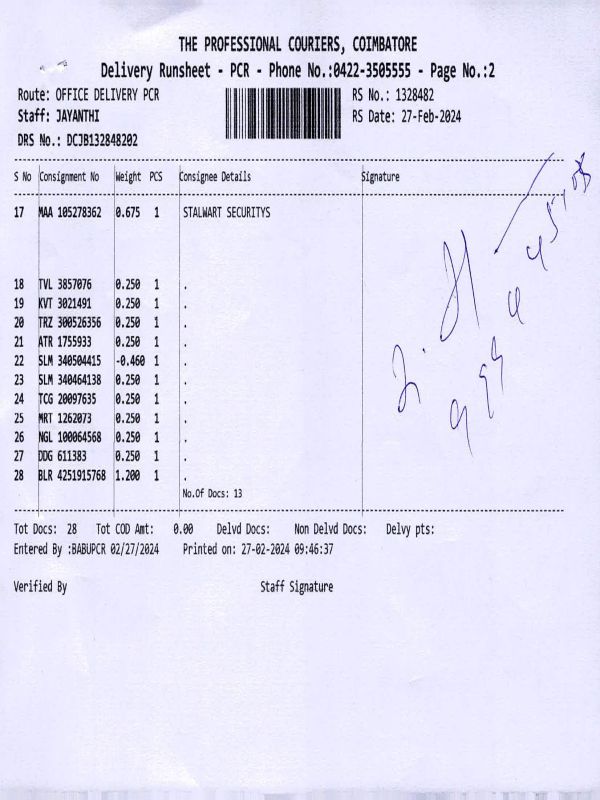 THE PROFESSIONAL COURIERS, COIMBATORE
Delivery Runsheet - PCR - Phone No.:0422-3505555 - Page No.:2
Route: OFFICE DELIVERY PCR RS No.: 1328482
Staff: JAYANTHI RS Date: 27-Feb-2024
DRS No.: DCJB132848202
S No Consignment No Weight PCS Consignee Details Signature
17 MAA 105278362 0.675 1 STALWART SECURITYS
18 TVL 3857076 0.250 1 .
19 KVT 3021491 0.250 1 .
20 TRZ 300526356 0.250 1 .
21 ATR 1755933 0.250 1 .
22 SLM 340504415 -0.460 1 .
23 SLM 340464138 0.250 1 .
24 TCG 20097635 0.250 1 .
25 MRT 1262073 0.250 1 .
26 NGL 100064568 0.250 1 .
27 DDG 611383 0.250 1 .
28 BLR 4251915768 1.200 1 .
No.Of Docs: 13
Tot Docs: 28 Tot COD Amt: 0.00 Delvd Docs: Non Delvd Docs: Delvy pts:
Entered By :BABUPCR 02/27/2024 Printed on: 27-02-2024 09:46:37
Verified By Staff Signature